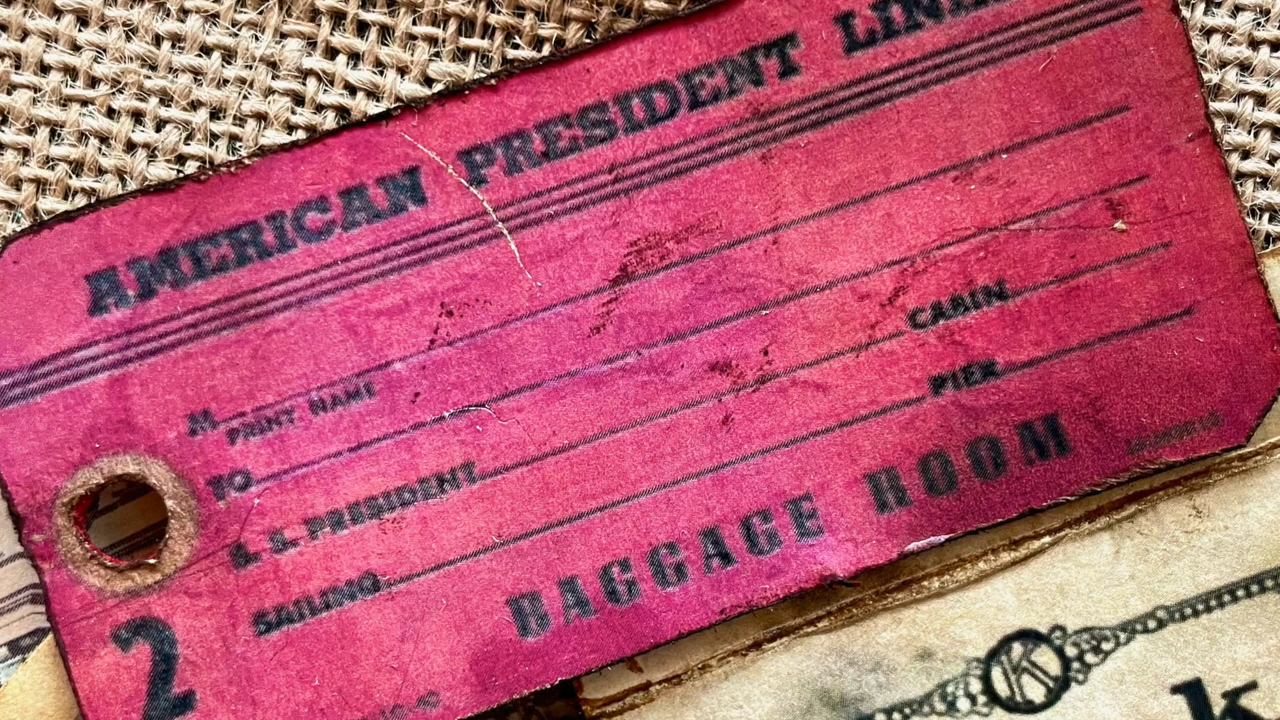 AMERICAN PRESIDENT LINES
M
PRINT NAME
TO
S. S. PRESIDENT CABIN
SAILING PIER
BAGGAGE ROOM
2
K
k